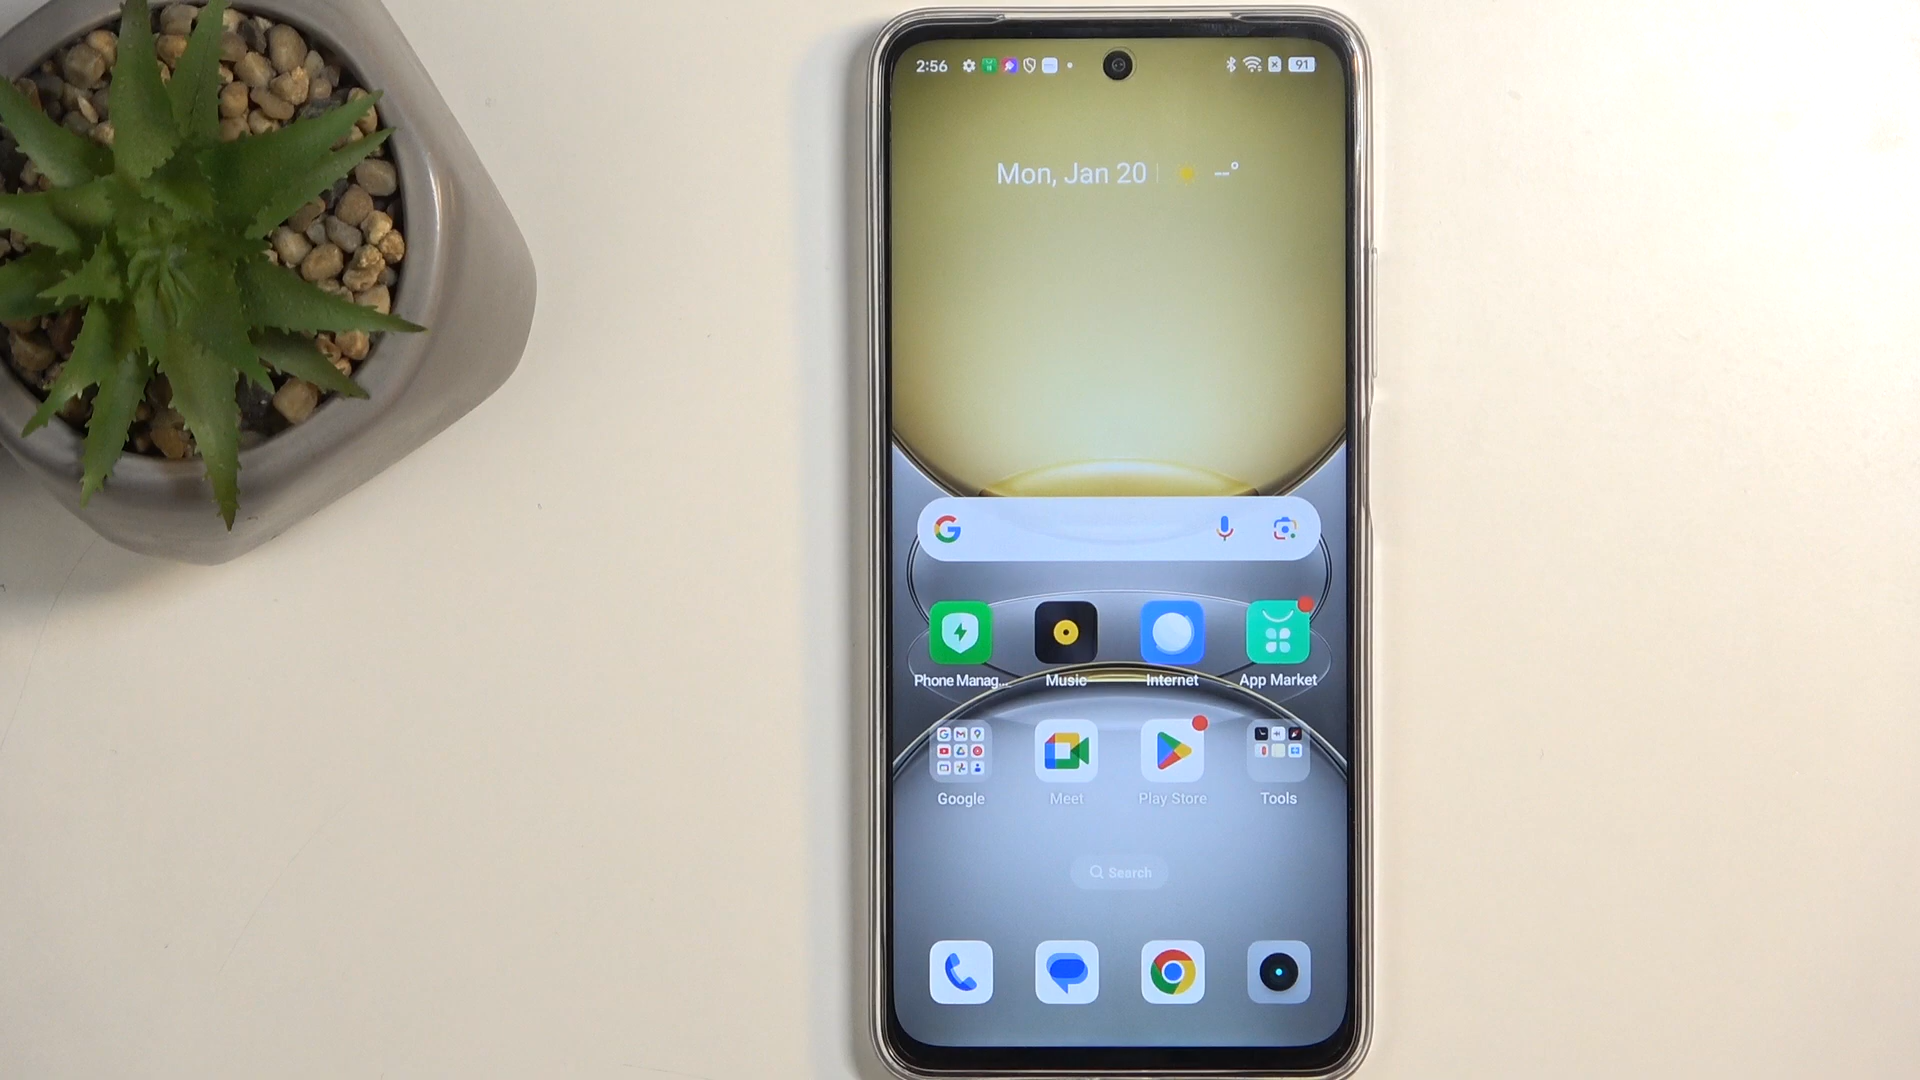 2:56 91
Mon, Jan 20 --°
Phone Manag... Music Internet App Market
Google Meet Play Store Tools
Search